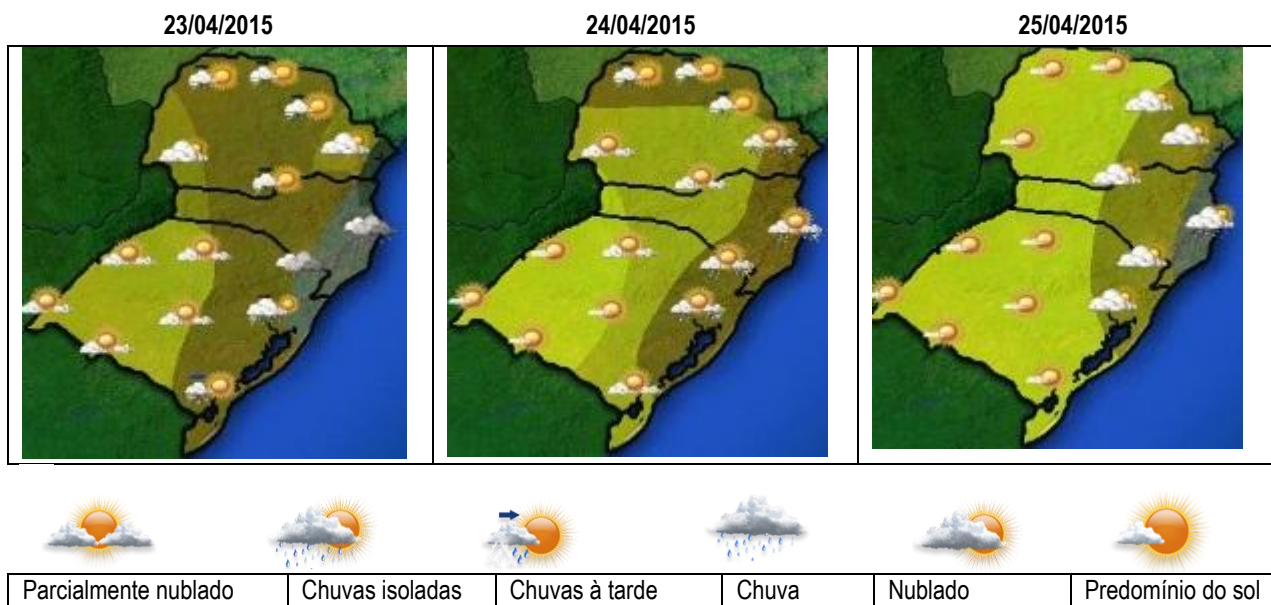 23/04/2015 24/04/2015 25/04/2015
Parcialmente nublado Chuvas isoladas Chuvas à tarde Chuva Nublado Predomínio do sol